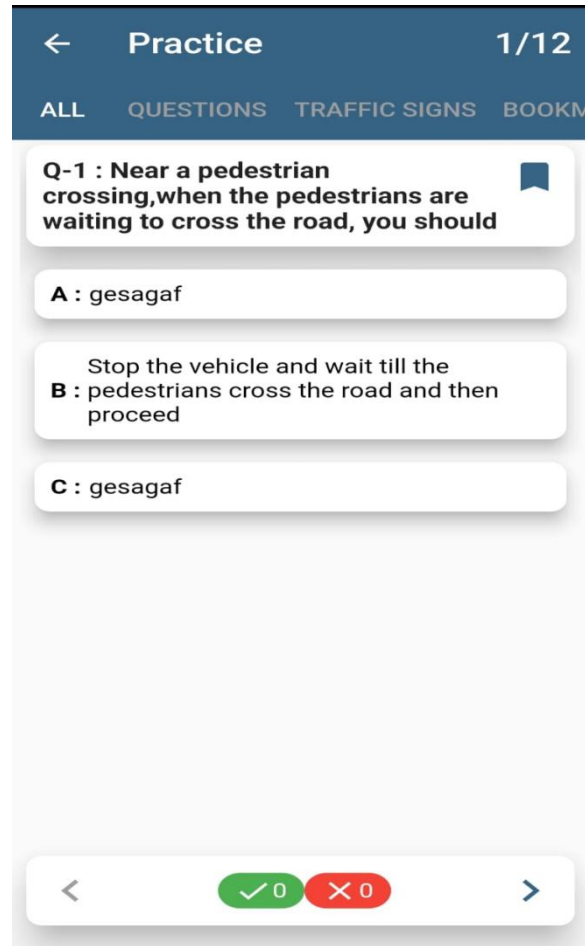 Practice 1/12
ALL QUESTIONS TRAFFIC SIGNS BOOKM
Q-1 : Near a pedestrian
crossing,when the pedestrians are
waiting to cross the road, you should
A : gesagaf
Stop the vehicle and wait till the
B : pedestrians cross the road and then
proceed
C : gesagaf
0 0